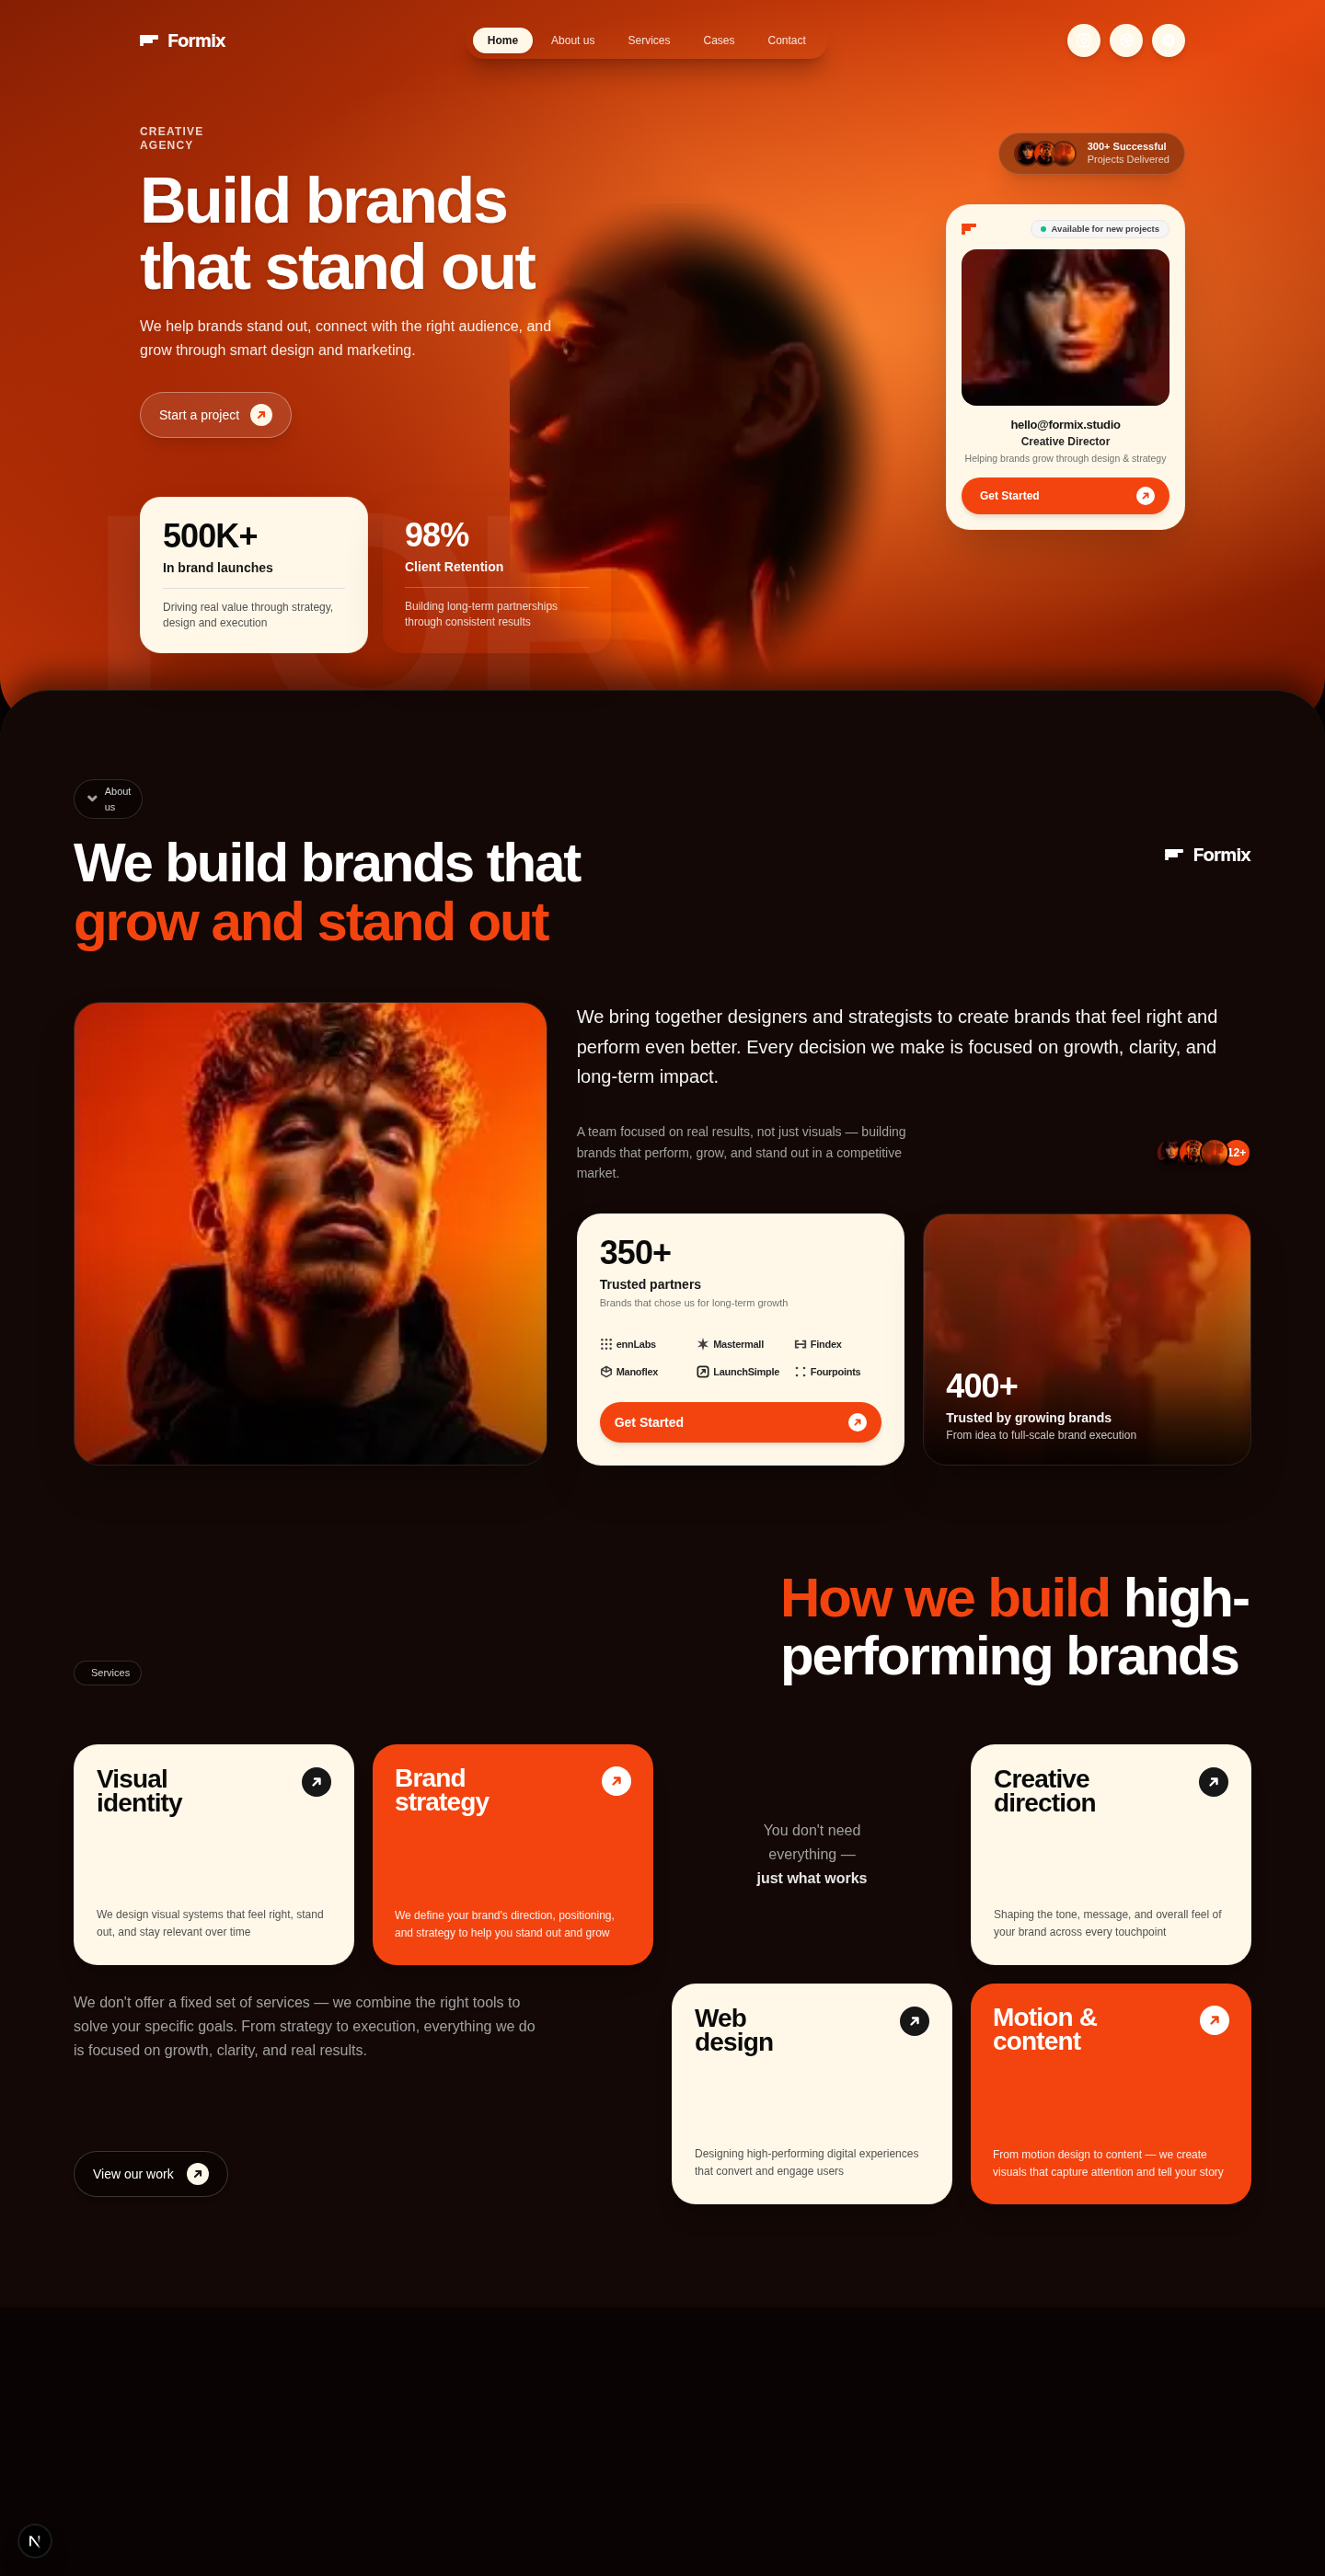 Formix
Home About us Services Cases Contact
CREATIVE
AGENCY
Build brands
that stand out
We help brands stand out, connect with the right audience, and
grow through smart design and marketing.
Start a project
300+ Successful
Projects Delivered
Available for new projects
hello@formix.studio
Creative Director
Helping brands grow through design & strategy
Get Started
500K+
In brand launches
Driving real value through strategy,
design and execution
98%
Client Retention
Building long-term partnerships
through consistent results
About
us
We build brands that
grow and stand out
Formix
We bring together designers and strategists to create brands that feel right and
perform even better. Every decision we make is focused on growth, clarity, and
long-term impact.
A team focused on real results, not just visuals — building
brands that perform, grow, and stand out in a competitive
market.
12+
350+
Trusted partners
Brands that chose us for long-term growth
ennLabs Mastermall Findex
Manoflex LaunchSimple Fourpoints
Get Started
400+
Trusted by growing brands
From idea to full-scale brand execution
Services
How we build high-
performing brands
Visual
identity
We design visual systems that feel right, stand
out, and stay relevant over time
Brand
strategy
We define your brand's direction, positioning,
and strategy to help you stand out and grow
You don't need
everything —
just what works
Creative
direction
Shaping the tone, message, and overall feel of
your brand across every touchpoint
We don't offer a fixed set of services — we combine the right tools to
solve your specific goals. From strategy to execution, everything we do
is focused on growth, clarity, and real results.
View our work
Web
design
Designing high-performing digital experiences
that convert and engage users
Motion &
content
From motion design to content — we create
visuals that capture attention and tell your story
N